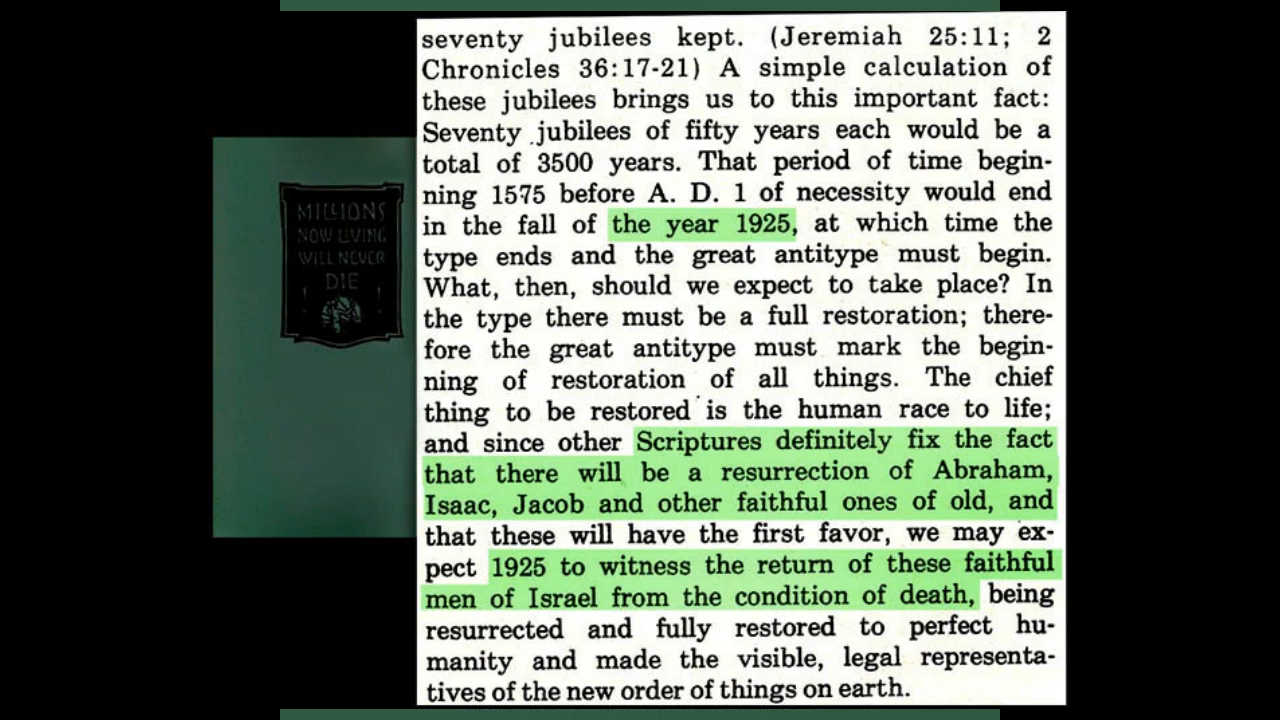 MILLIONS
NOW LIVING
WILL NEVER
DIE
seventy jubilees kept. (Jeremiah 25:11; 2
Chronicles 36:17-21) A simple calculation of
these jubilees brings us to this important fact:
Seventy jubilees of fifty years each would be a
total of 3500 years. That period of time begin-
ning 1575 before A. D. 1 of necessity would end
in the fall of the year 1925, at which time the
type ends and the great antitype must begin.
What, then, should we expect to take place? In
the type there must be a full restoration; there-
fore the great antitype must mark the begin-
ning of restoration of all things. The chief
thing to be restored is the human race to life;
and since other Scriptures definitely fix the fact
that there will be a resurrection of Abraham,
Isaac, Jacob and other faithful ones of old, and
that these will have the first favor, we may ex-
pect 1925 to witness the return of these faithful
men of Israel from the condition of death, being
resurrected and fully restored to perfect hu-
manity and made the visible, legal representa-
tives of the new order of things on earth.